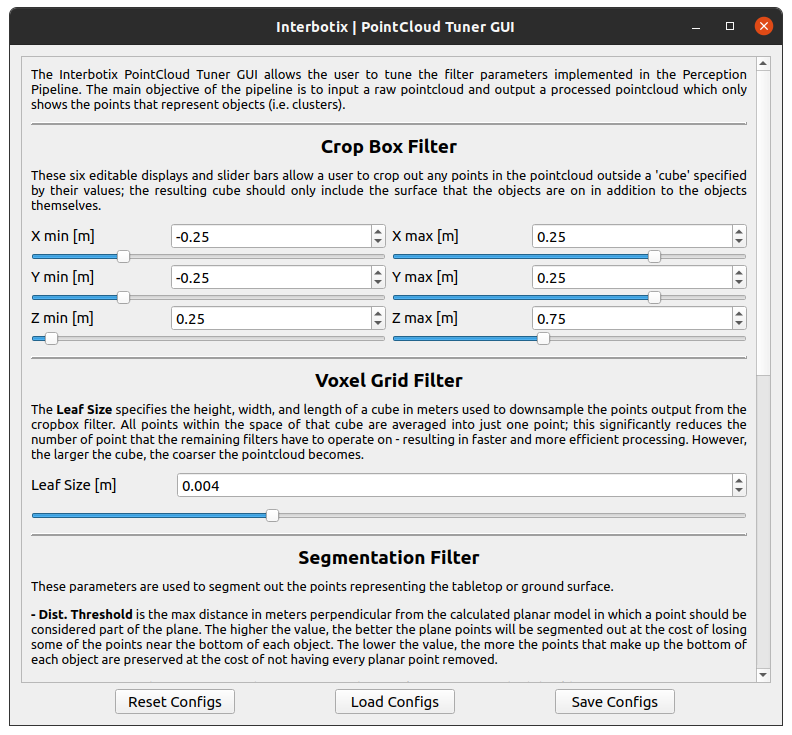 Interbotix | PointCloud Tuner GUI
The Interbotix PointCloud Tuner GUI allows the user to tune the filter parameters implemented in the Perception
Pipeline. The main objective of the pipeline is to input a raw pointcloud and output a processed pointcloud which only
shows the points that represent objects (i.e. clusters).
Crop Box Filter
These six editable displays and slider bars allow a user to crop out any points in the pointcloud outside a 'cube' specified
by their values; the resulting cube should only include the surface that the objects are on in addition to the objects
themselves.
X min [m] -0.25 X max [m] 0.25
Y min [m] -0.25 Y max [m] 0.25
Z min [m] 0.25 Z max [m] 0.75
Voxel Grid Filter
The Leaf Size specifies the height, width, and length of a cube in meters used to downsample the points output from the
cropbox filter. All points within the space of that cube are averaged into just one point; this significantly reduces the
number of point that the remaining filters have to operate on - resulting in faster and more efficient processing. However,
the larger the cube, the coarser the pointcloud becomes.
Leaf Size [m] 0.004
Segmentation Filter
These parameters are used to segment out the points representing the tabletop or ground surface.
- Dist. Threshold is the max distance in meters perpendicular from the calculated planar model in which a point should be
considered part of the plane. The higher the value, the better the plane points will be segmented out at the cost of losing
some of the points near the bottom of each object. The lower the value, the more the points that make up the bottom of
each object are preserved at the cost of not having every planar point removed.
Reset Configs Load Configs Save Configs